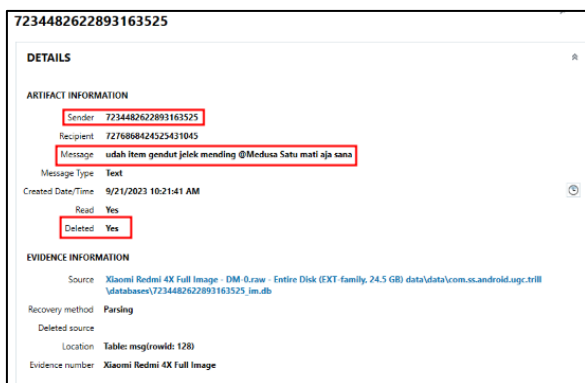 7234482622893163525
DETAILS
ARTIFACT INFORMATION
Sender 7234482622893163525
Recipient 7276868424525431045
Message udah item gendut jelek mending @Medusa Satu mati aja sana
Message Type Text
Created Date/Time 9/21/2023 10:21:41 AM
Read Yes
Deleted Yes
EVIDENCE INFORMATION
Source Xiaomi Redmi 4X Full Image - DM-0.raw - Entire Disk (EXT-family, 24.5 GB) data\data\com.ss.android.ugc.trill
\databases\7234482622893163525_im.db
Recovery method Parsing
Deleted source
Location Table: msg(rowid: 128)
Evidence number Xiaomi Redmi 4X Full Image